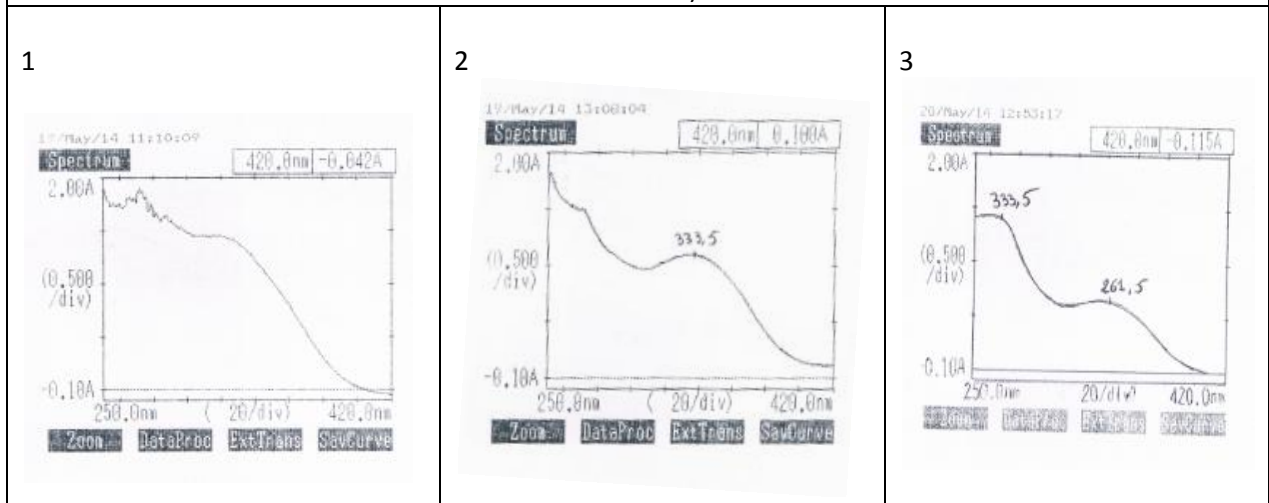 1
17/May/14 11:10:09
Spectrum
420.0nm -0.042A
2.00A
(0.500
/div)
-0.10A
250.0nm ( 20/div) 420.0nm
Zoom DataProc ExtTrans SavCurve
2
19/May/14 13:08:04
Spectrum
420.0nm 0.100A
2.00A
333,5
(0.500
/div)
-0.10A
250.0nm ( 20/div) 420.0nm
Zoom DataProc ExtTrans SavCurve
3
20/May/14 12:53:17
Spectrum
420.0nm -0.115A
2.00A
333,5
(0.500
/div)
261,5
-0.10A
250.0nm 20/div) 420.0nm
Zoom DataProc ExtTrans SavCurve